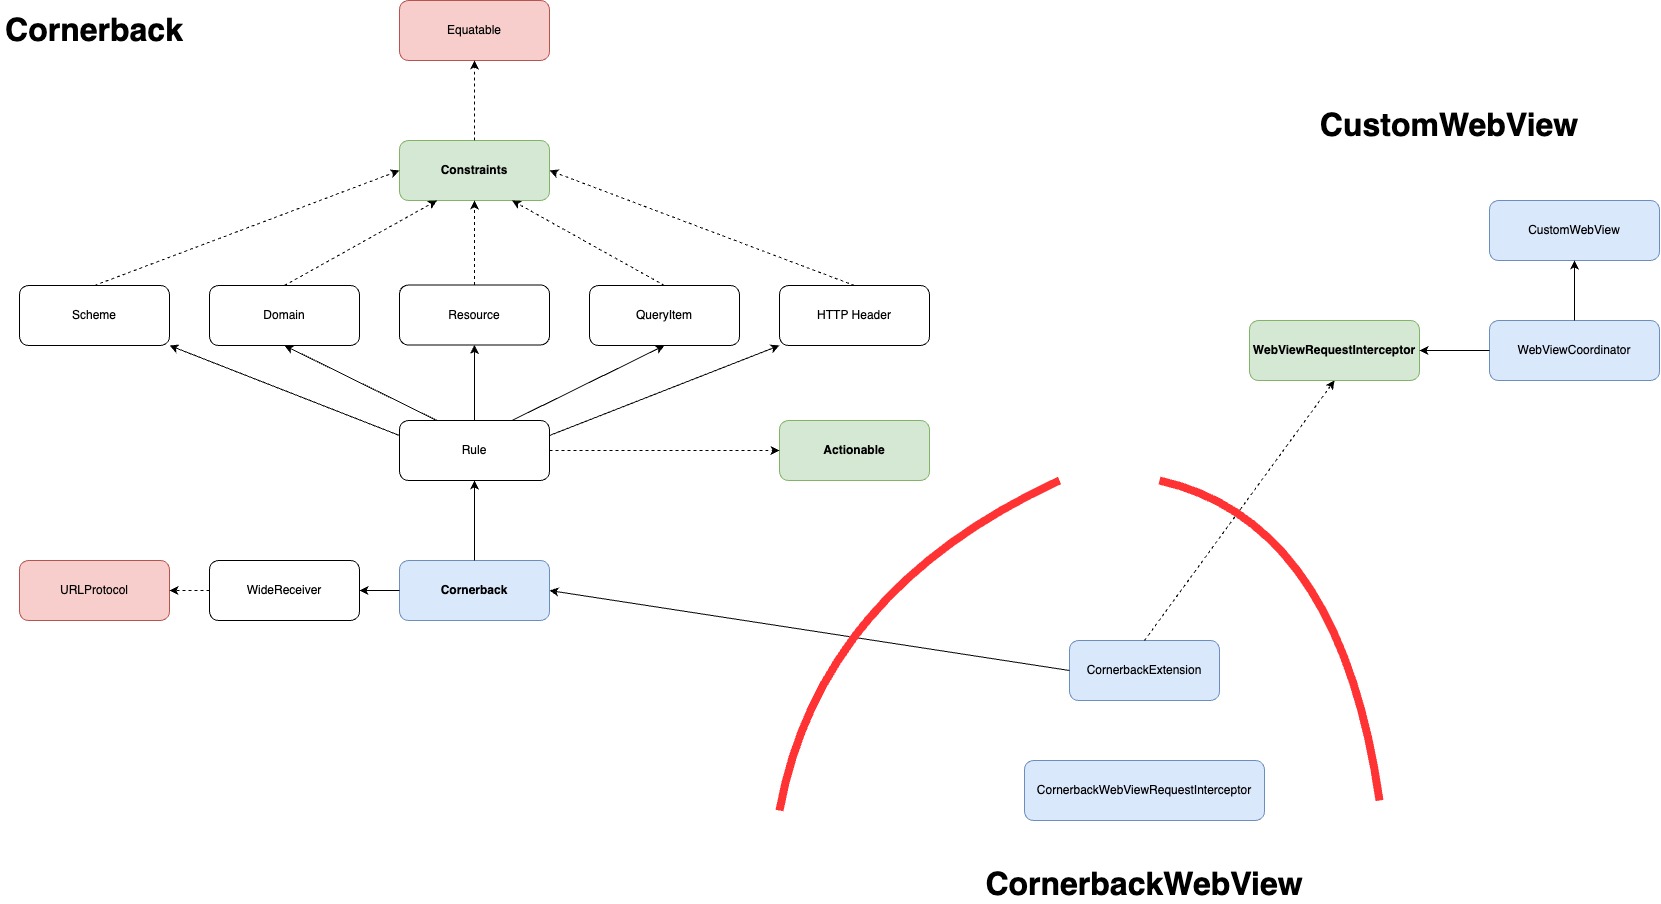 Cornerback
Equatable
CustomWebView
Constraints
CustomWebView
Scheme
Domain
Resource
QueryItem
HTTP Header
WebViewRequestInterceptor
WebViewCoordinator
Rule
Actionable
URLProtocol
WideReceiver
Cornerback
CornerbackExtension
CornerbackWebViewRequestInterceptor
CornerbackWebView